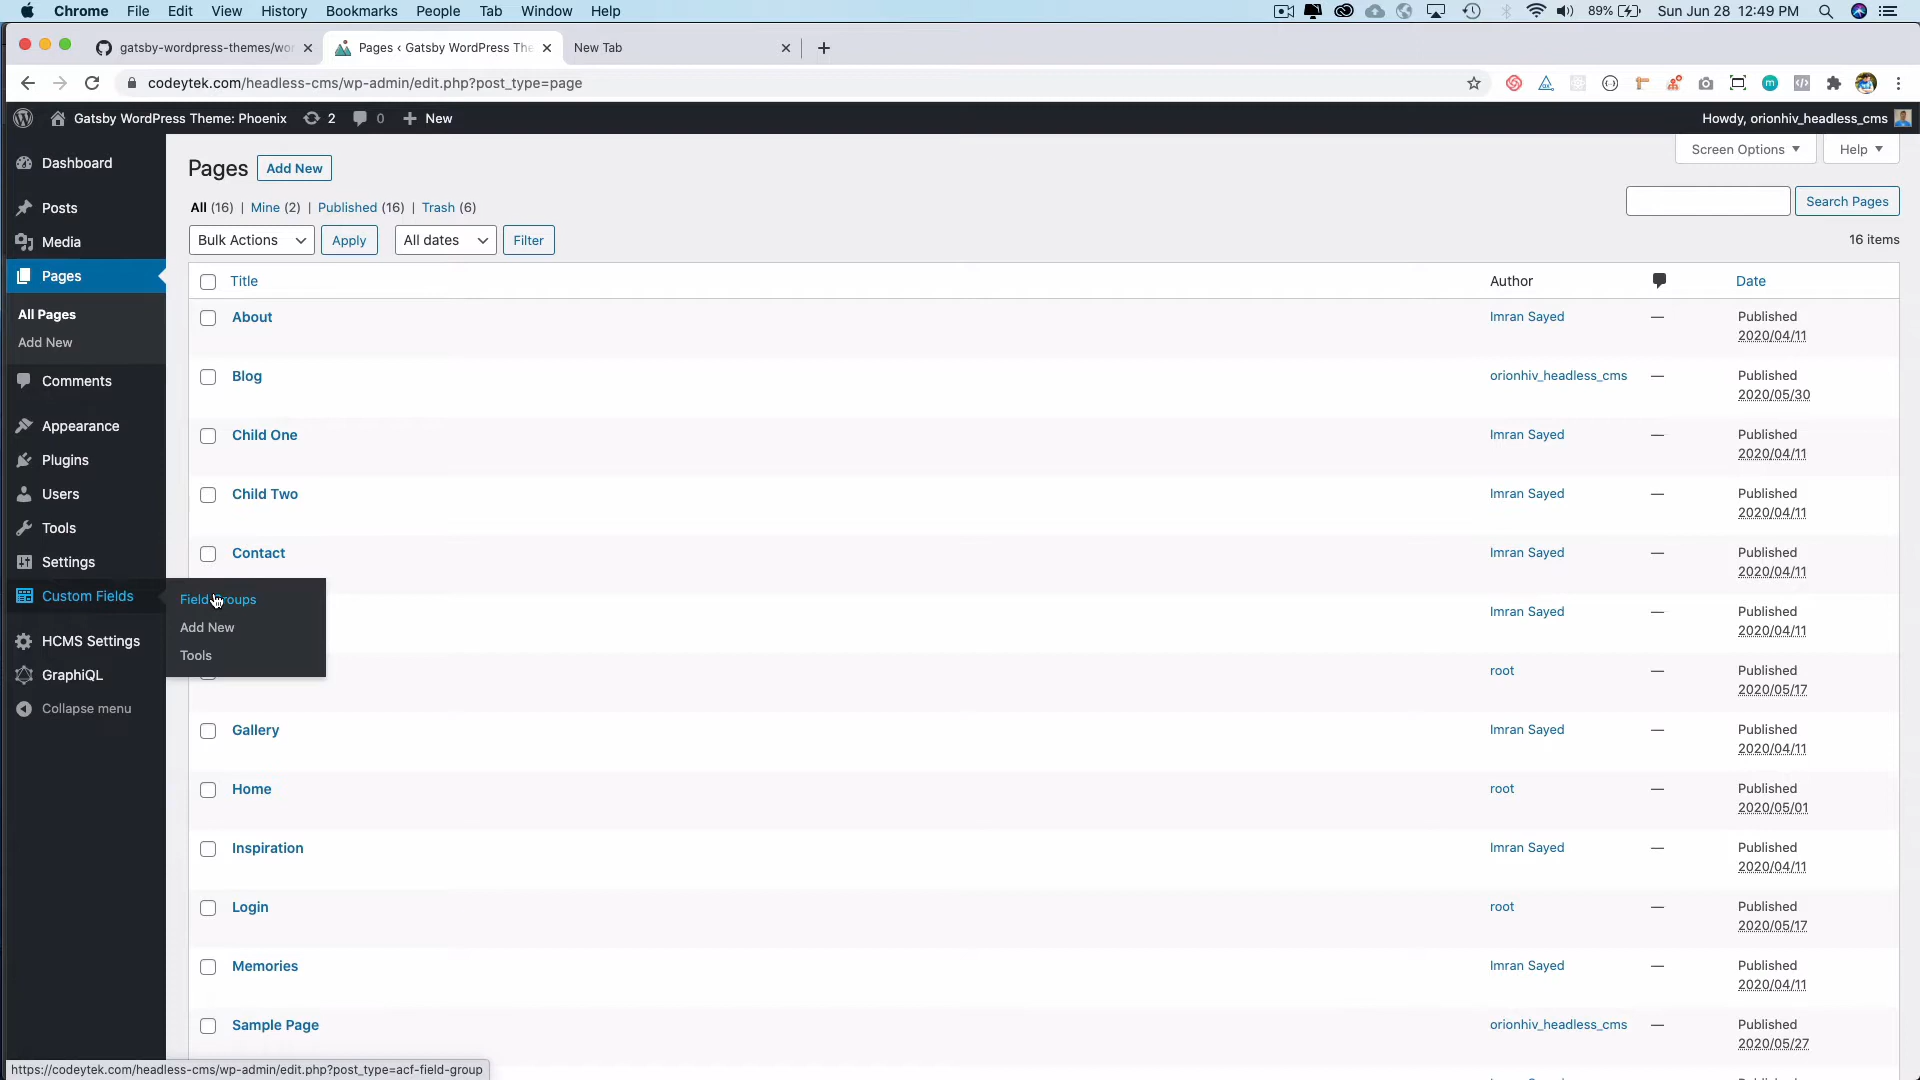 Chrome File Edit View History Bookmarks People Tab Window Help 89% Sun Jun 28 12:49 PM
gatsby-wordpress-themes/wo Pages ‹ Gatsby WordPress The New Tab
codeytek.com/headless-cms/wp-admin/edit.php?post_type=page
Gatsby WordPress Theme: Phoenix 2 0 New Howdy, orionhiv_headless_cms
Screen Options Help
Dashboard
Posts
Media
Pages
All Pages
Add New
Comments
Appearance
Plugins
Users
Tools
Settings
Custom Fields
HCMS Settings
GraphiQL
Collapse menu
Field Groups
Add New
Tools
Pages Add New
All (16) | Mine (2) | Published (16) | Trash (6)
Search Pages
Bulk Actions Apply All dates Filter
16 items
Title Author Date
About Imran Sayed — Published
2020/04/11
Blog orionhiv_headless_cms — Published
2020/05/30
Child One Imran Sayed — Published
2020/04/11
Child Two Imran Sayed — Published
2020/04/11
Contact Imran Sayed — Published
2020/04/11
Imran Sayed — Published
2020/04/11
root — Published
2020/05/17
Gallery Imran Sayed — Published
2020/04/11
Home root — Published
2020/05/01
Inspiration Imran Sayed — Published
2020/04/11
Login root — Published
2020/05/17
Memories Imran Sayed — Published
2020/04/11
Sample Page orionhiv_headless_cms — Published
2020/05/27
https://codeytek.com/headless-cms/wp-admin/edit.php?post_type=acf-field-group